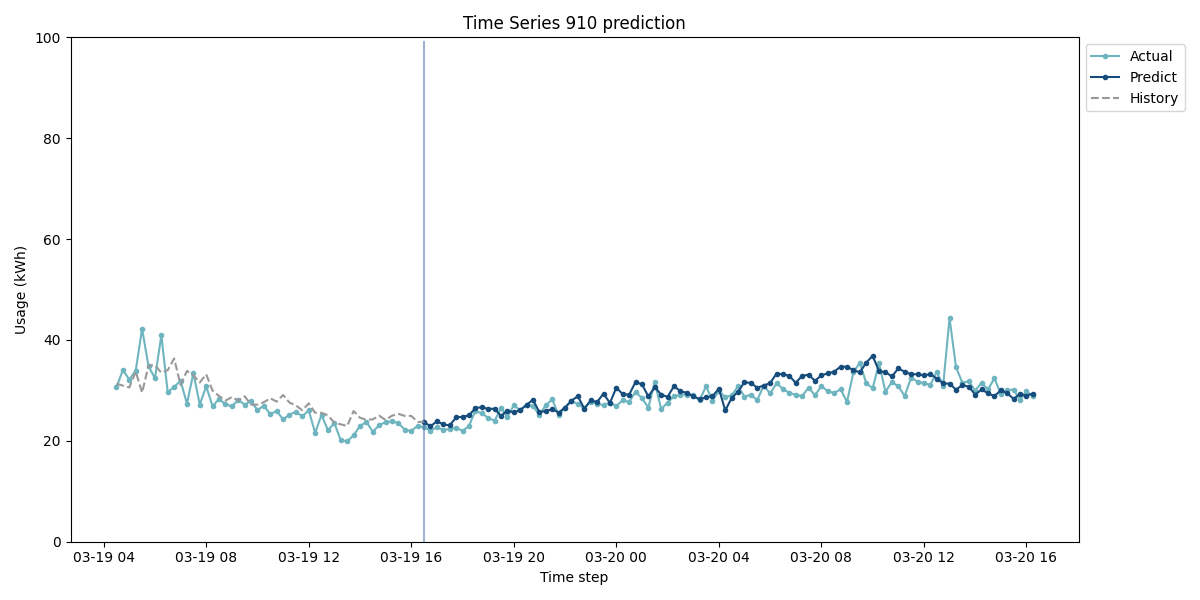 Time Series 910 prediction
100
80
60
40
20
0
Usage (kWh)
03-19 04 03-19 08 03-19 12 03-19 16 03-19 20 03-20 00 03-20 04 03-20 08 03-20 12 03-20 16
Time step
Actual
Predict
History